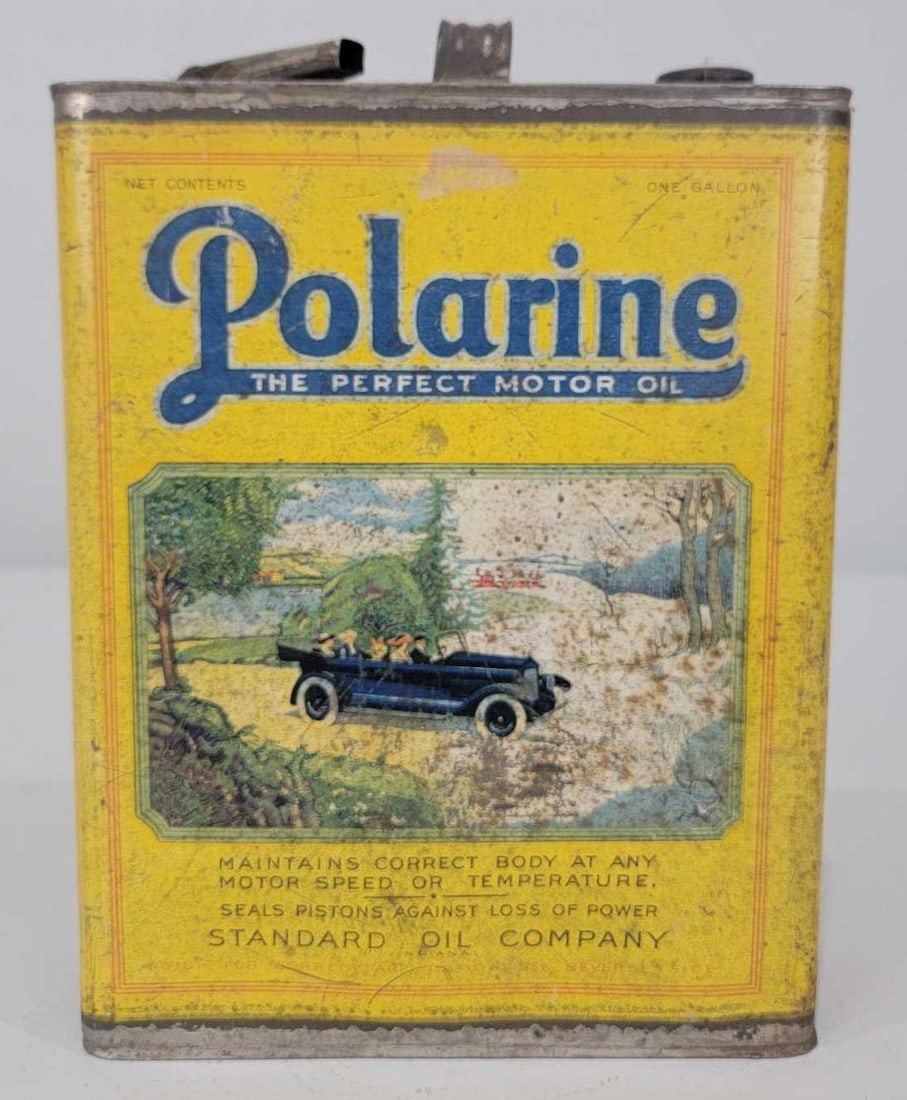 NET CONTENTS ONE GALLON
Polarine
THE PERFECT MOTOR OIL
MAINTAINS CORRECT BODY AT ANY
MOTOR SPEED OR TEMPERATURE.
SEALS PISTONS AGAINST LOSS OF POWER
STANDARD OIL COMPANY
INDIANA